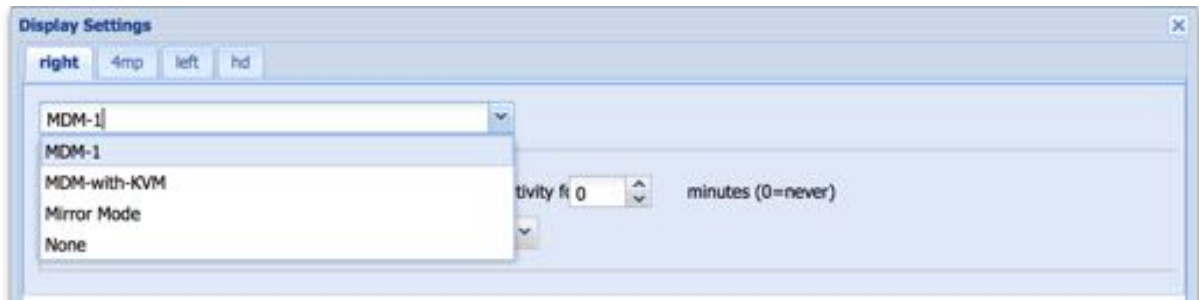 Display Settings
right 4mp left hd
MDM-1
MDM-1
MDM-with-KVM
tivity fo 0 minutes (0=never)
Mirror Mode
None